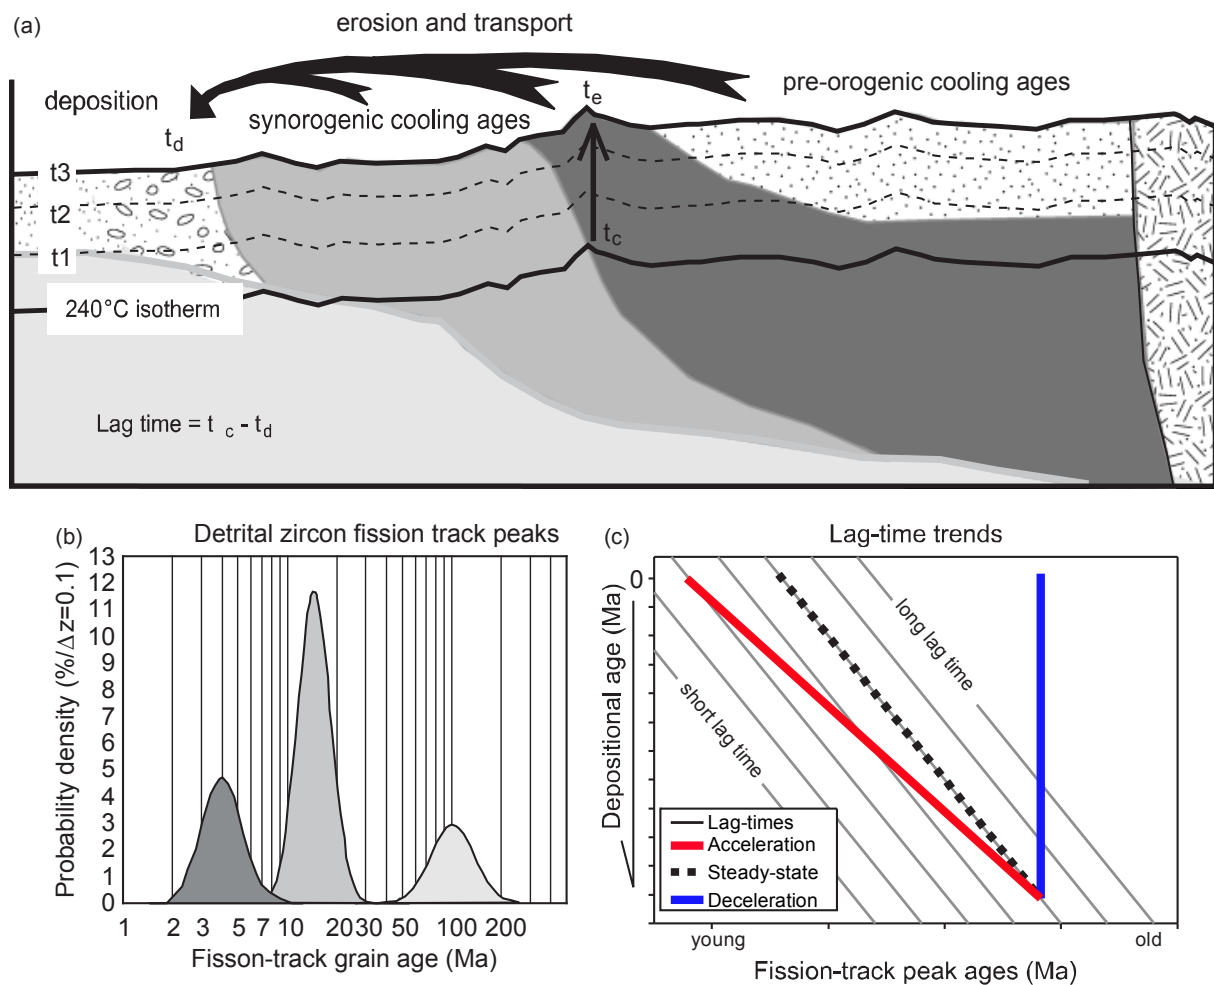 (a)
erosion and transport
deposition
t e
pre-orogenic cooling ages
t d
synorogenic cooling ages
t3
t2
t c
t1
240°C isotherm
Lag time = t c - t d
(b)
Detrital zircon fission track peaks
Probability density (%/Δz=0.1)
13
12
11
10
9
8
7
6
5
4
3
2
1
0
1 2 3 5 7 10 20 30 50 100 200
Fisson-track grain age (Ma)
(c)
Lag-time trends
0
Depositional age (Ma)
long lag time
short lag time
Lag-times
Acceleration
Steady-state
Deceleration
young old
Fission-track peak ages (Ma)